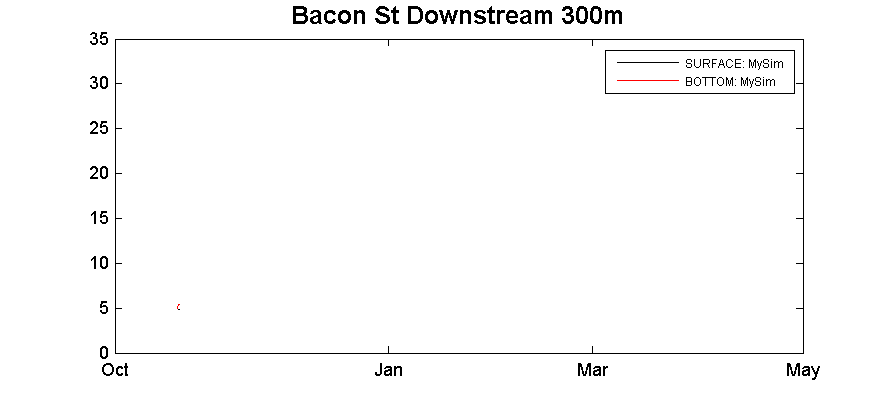 Bacon St Downstream 300m
35
SURFACE: MySim
30
BOTTOM: MySim
25
20
15
10
5
0
Oct Jan Mar May